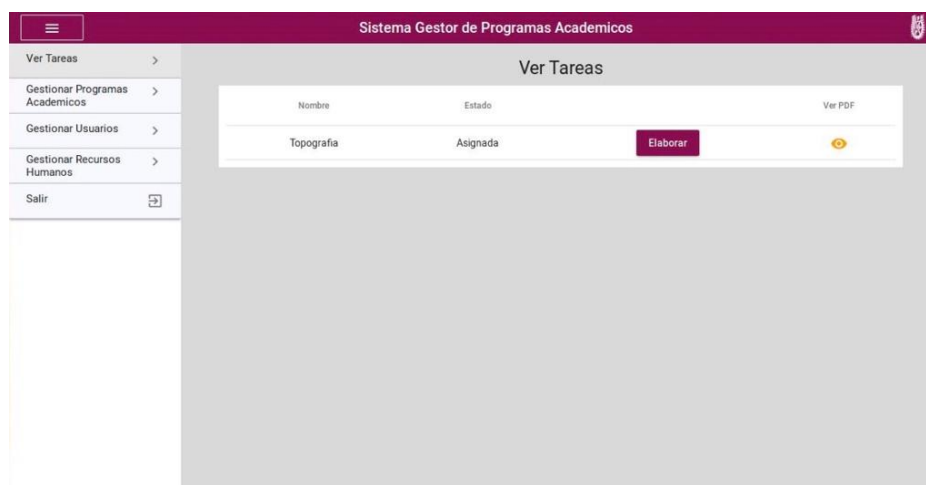 Sistema Gestor de Programas Academicos
Ver Tareas
Gestionar Programas
Academicos
Gestionar Usuarios
Gestionar Recursos
Humanos
Salir
Ver Tareas
Nombre Estado Ver PDF
Topografia Asignada Elaborar